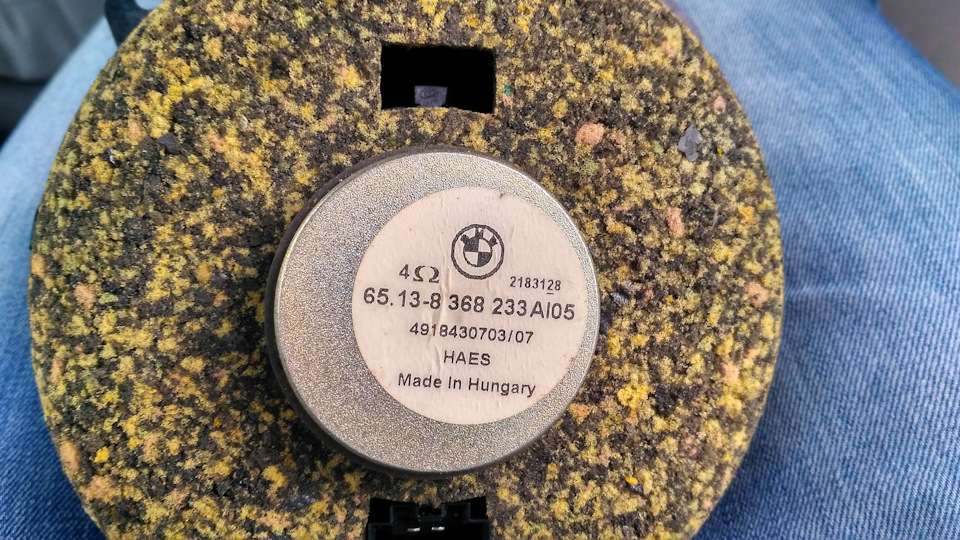 4Ω 2183128
65.13-8 368 233 AI05
4918430703/07
HAES
Made In Hungary